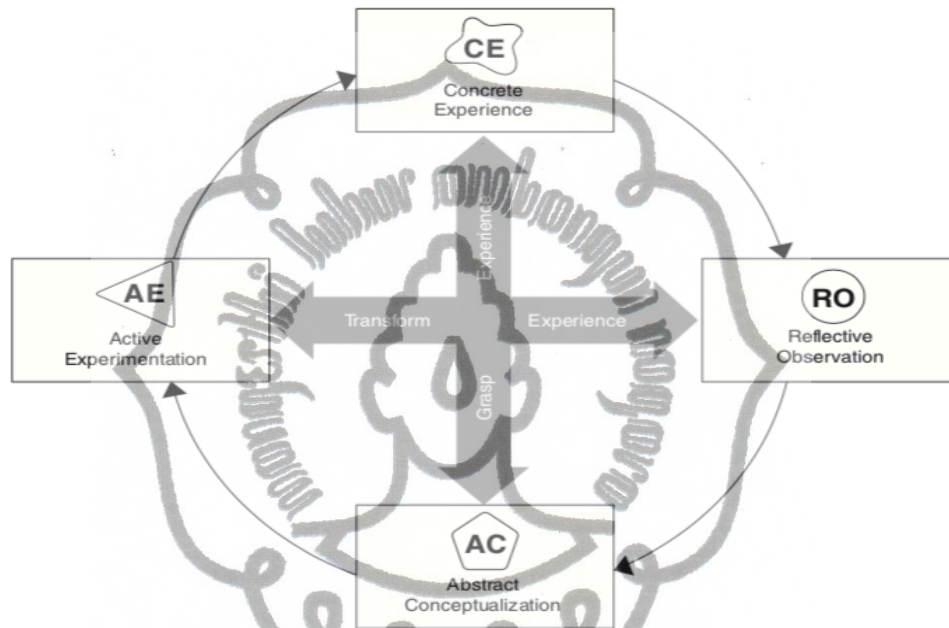 CE
Concrete
Experience
AE
Active
Experimentation
Transform
Experience
Experience
Grasp
RO
Reflective
Observation
AC
Abstract
Conceptualization